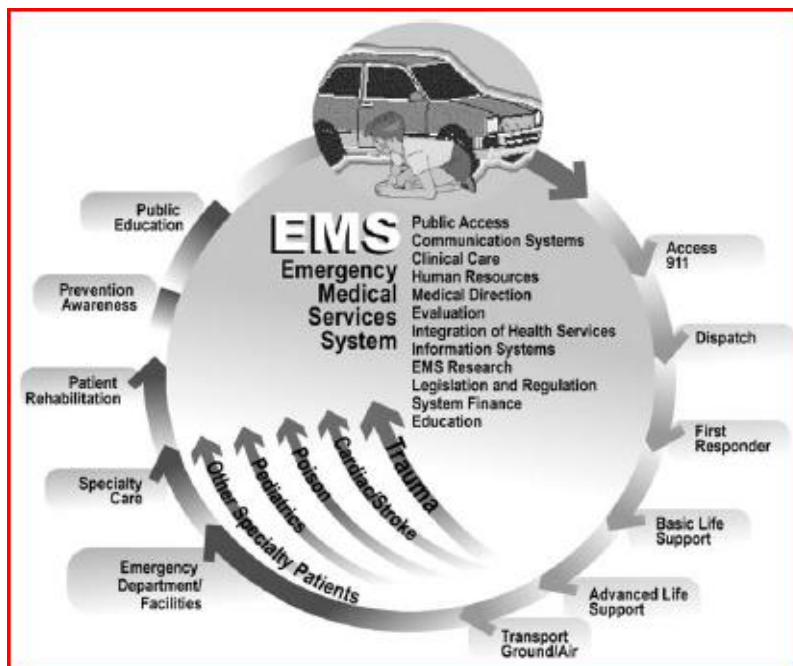 EMS
Emergency
Medical
Services
System
Public Access
Communication Systems
Clinical Care
Human Resources
Medical Direction
Evaluation
Integration of Health Services
Information Systems
EMS Research
Legislation and Regulation
System Finance
Education
Access
911
Dispatch
First
Responder
Basic Life
Support
Advanced Life
Support
Transport
Ground/Air
Emergency
Department/
Facilities
Specialty
Care
Patient
Rehabilitation
Prevention
Awareness
Public
Education
Other Specialty Patients
Pediatrics
Poison
Cardiac/Stroke
Trauma